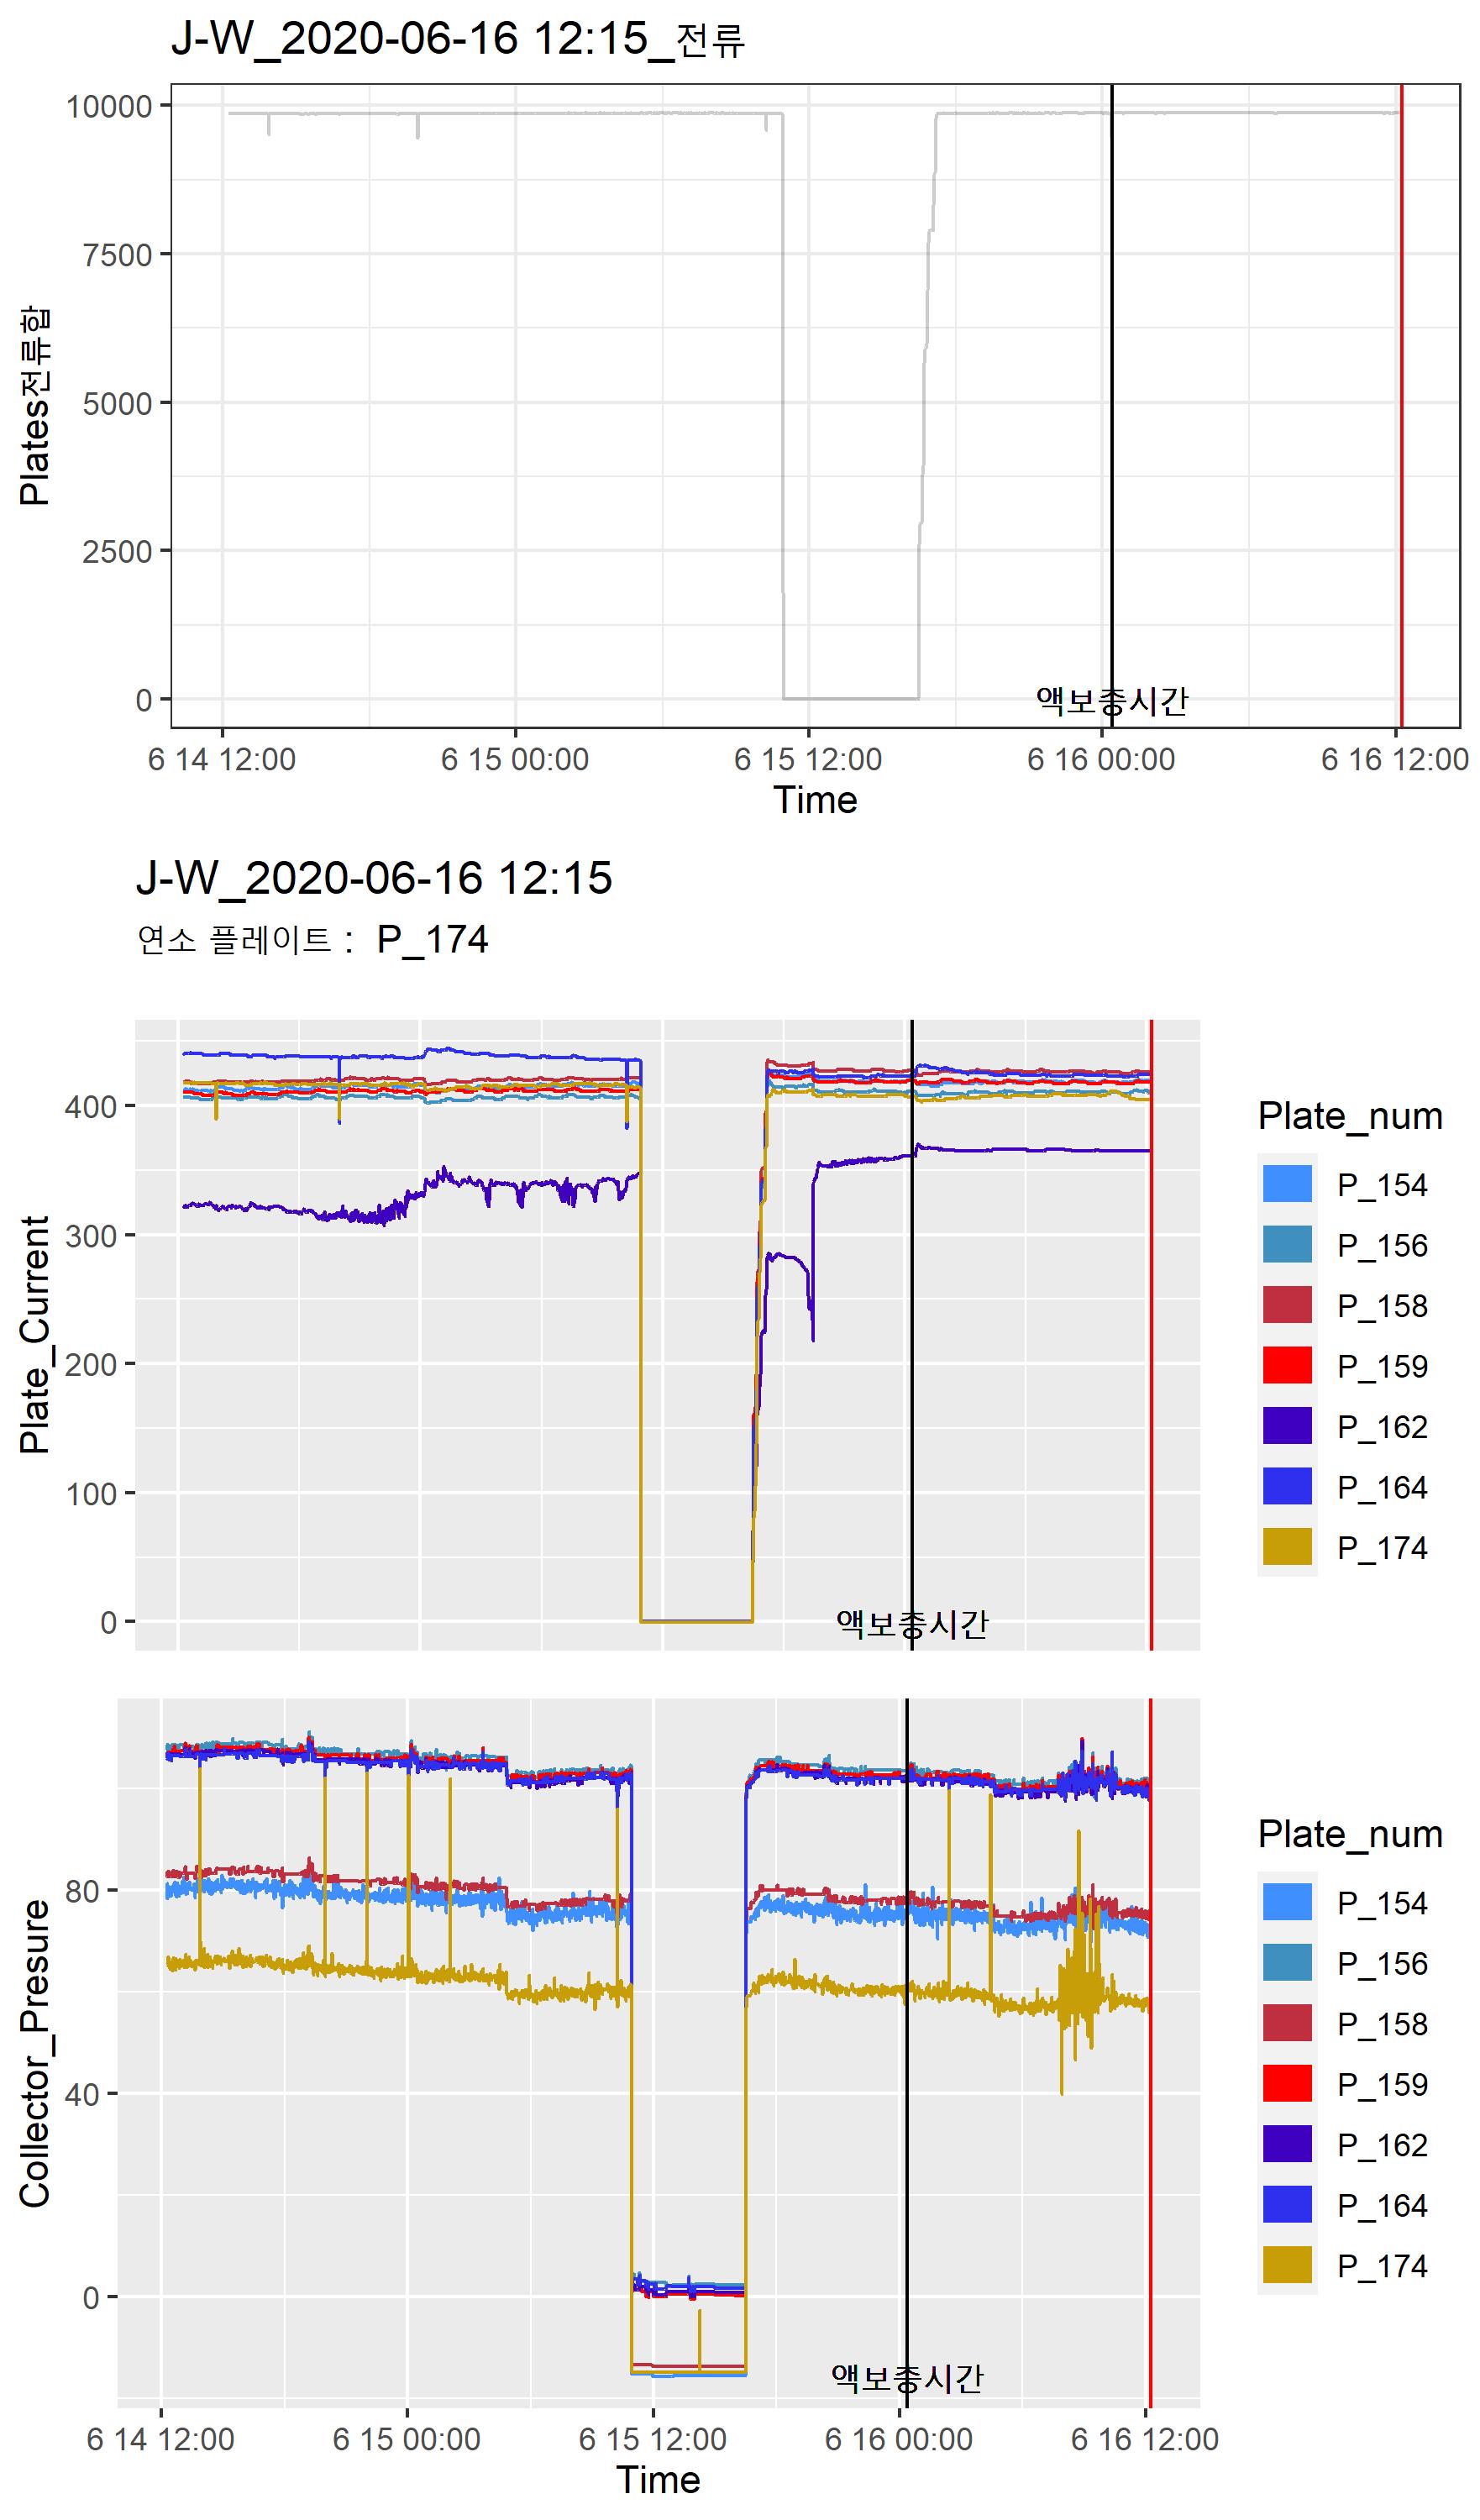 J-W_2020-06-16 12:15_전류
Plates전류합
10000
7500
5000
2500
0
액보충시간
6 14 12:00
6 15 00:00
6 15 12:00
6 16 00:00
6 16 12:00
Time
J-W_2020-06-16 12:15
연소 플레이트 : P_174
Plate_Current
400
300
200
100
0
액보충시간
Plate_num
P_154
P_156
P_158
P_159
P_162
P_164
P_174
Collector_Presure
80
40
0
액보충시간
6 14 12:00
6 15 00:00
6 15 12:00
6 16 00:00
6 16 12:00
Time
Plate_num
P_154
P_156
P_158
P_159
P_162
P_164
P_174